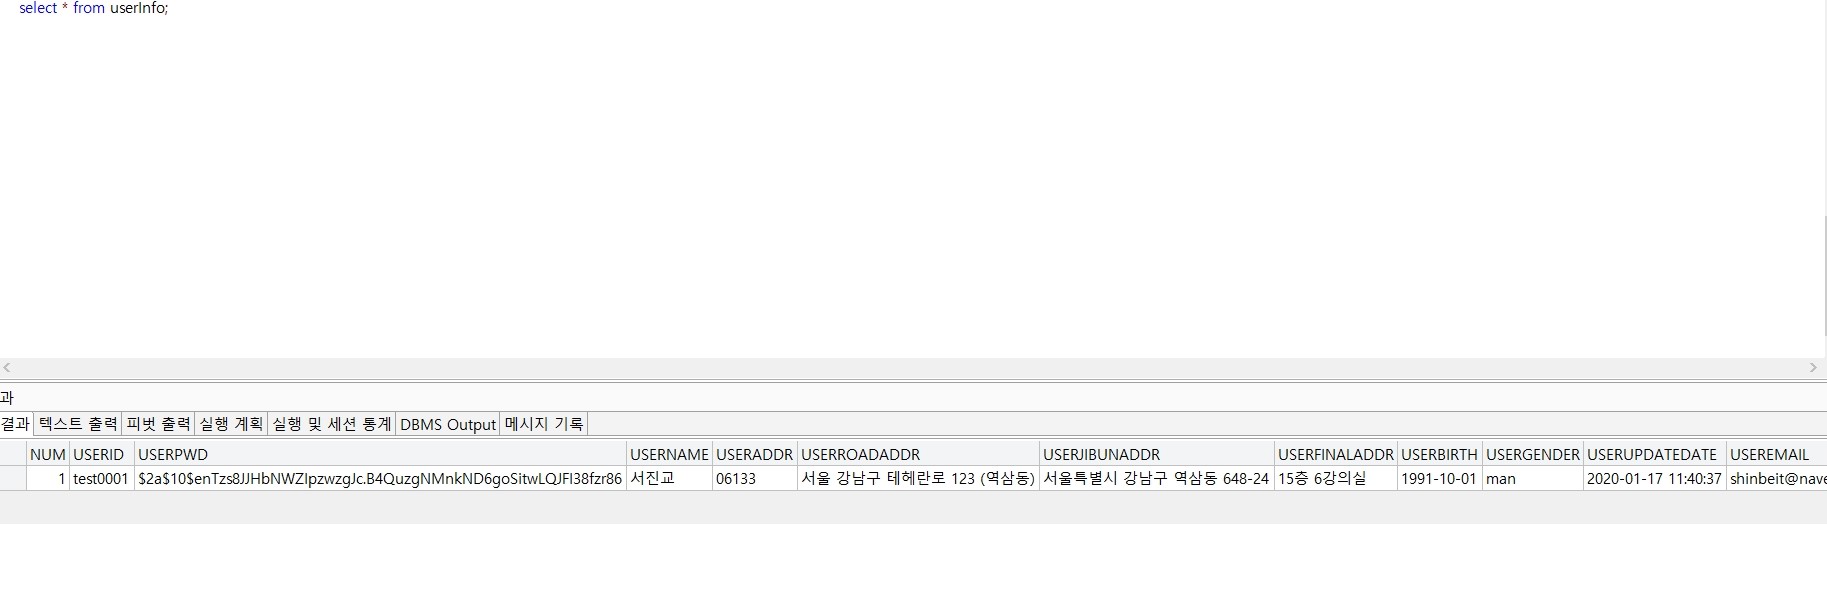 select * from userInfo;
과
결과 텍스트 출력 피벗 출력 실행 계획 실행 및 세션 통계 DBMS Output 메시지 기록
NUM USERID USERPWD USERNAME USERADDR USERROADADDR USERJIBUNADDR USERFINALADDR USERBIRTH USERGENDER USERUPDATEDATE USEREMAIL
1 test0001 $2a$10$enTzs8JJHbNWZIpzwzgJc.B4QuzgNMnkND6goSitwLQJFI38fzr86 서진교 06133 서울 강남구 테헤란로 123 (역삼동) 서울특별시 강남구 역삼동 648-24 15층 6강의실 1991-10-01 man 2020-01-17 11:40:37 shinbeit@nave